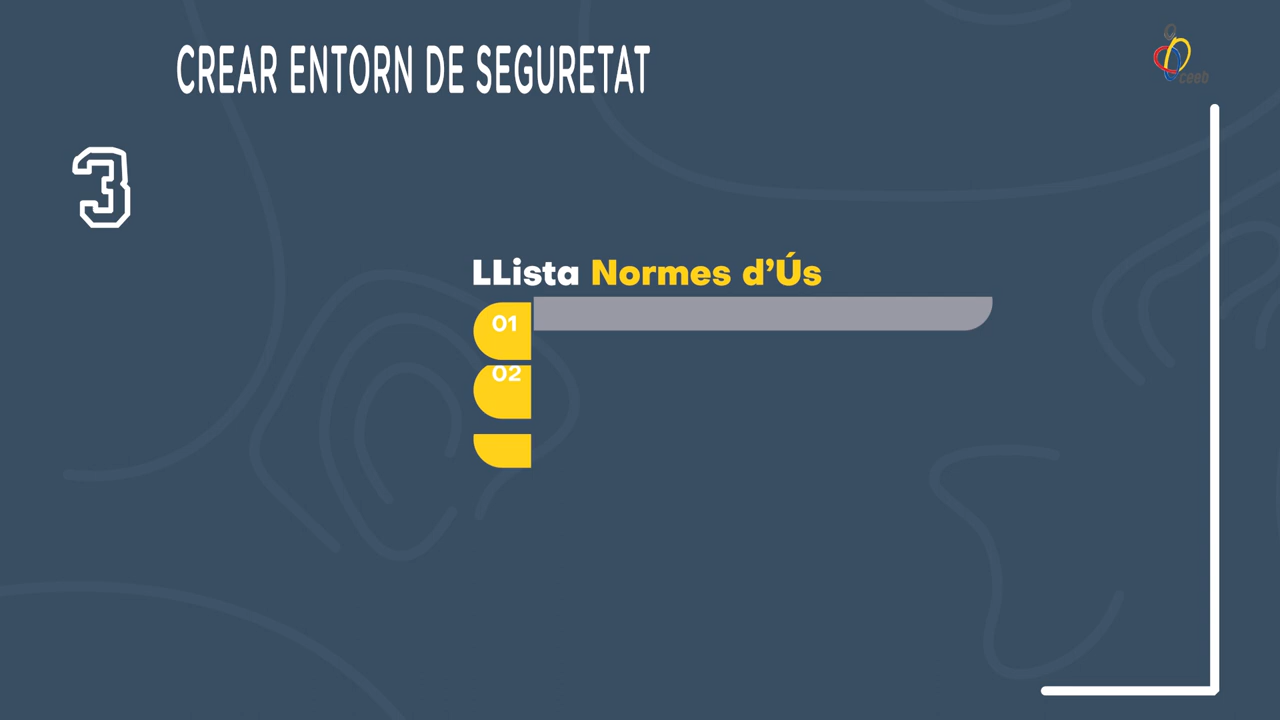 CREAR ENTORN DE SEGURETAT
ceeb
3
LLista Normes d’Ús
01
02